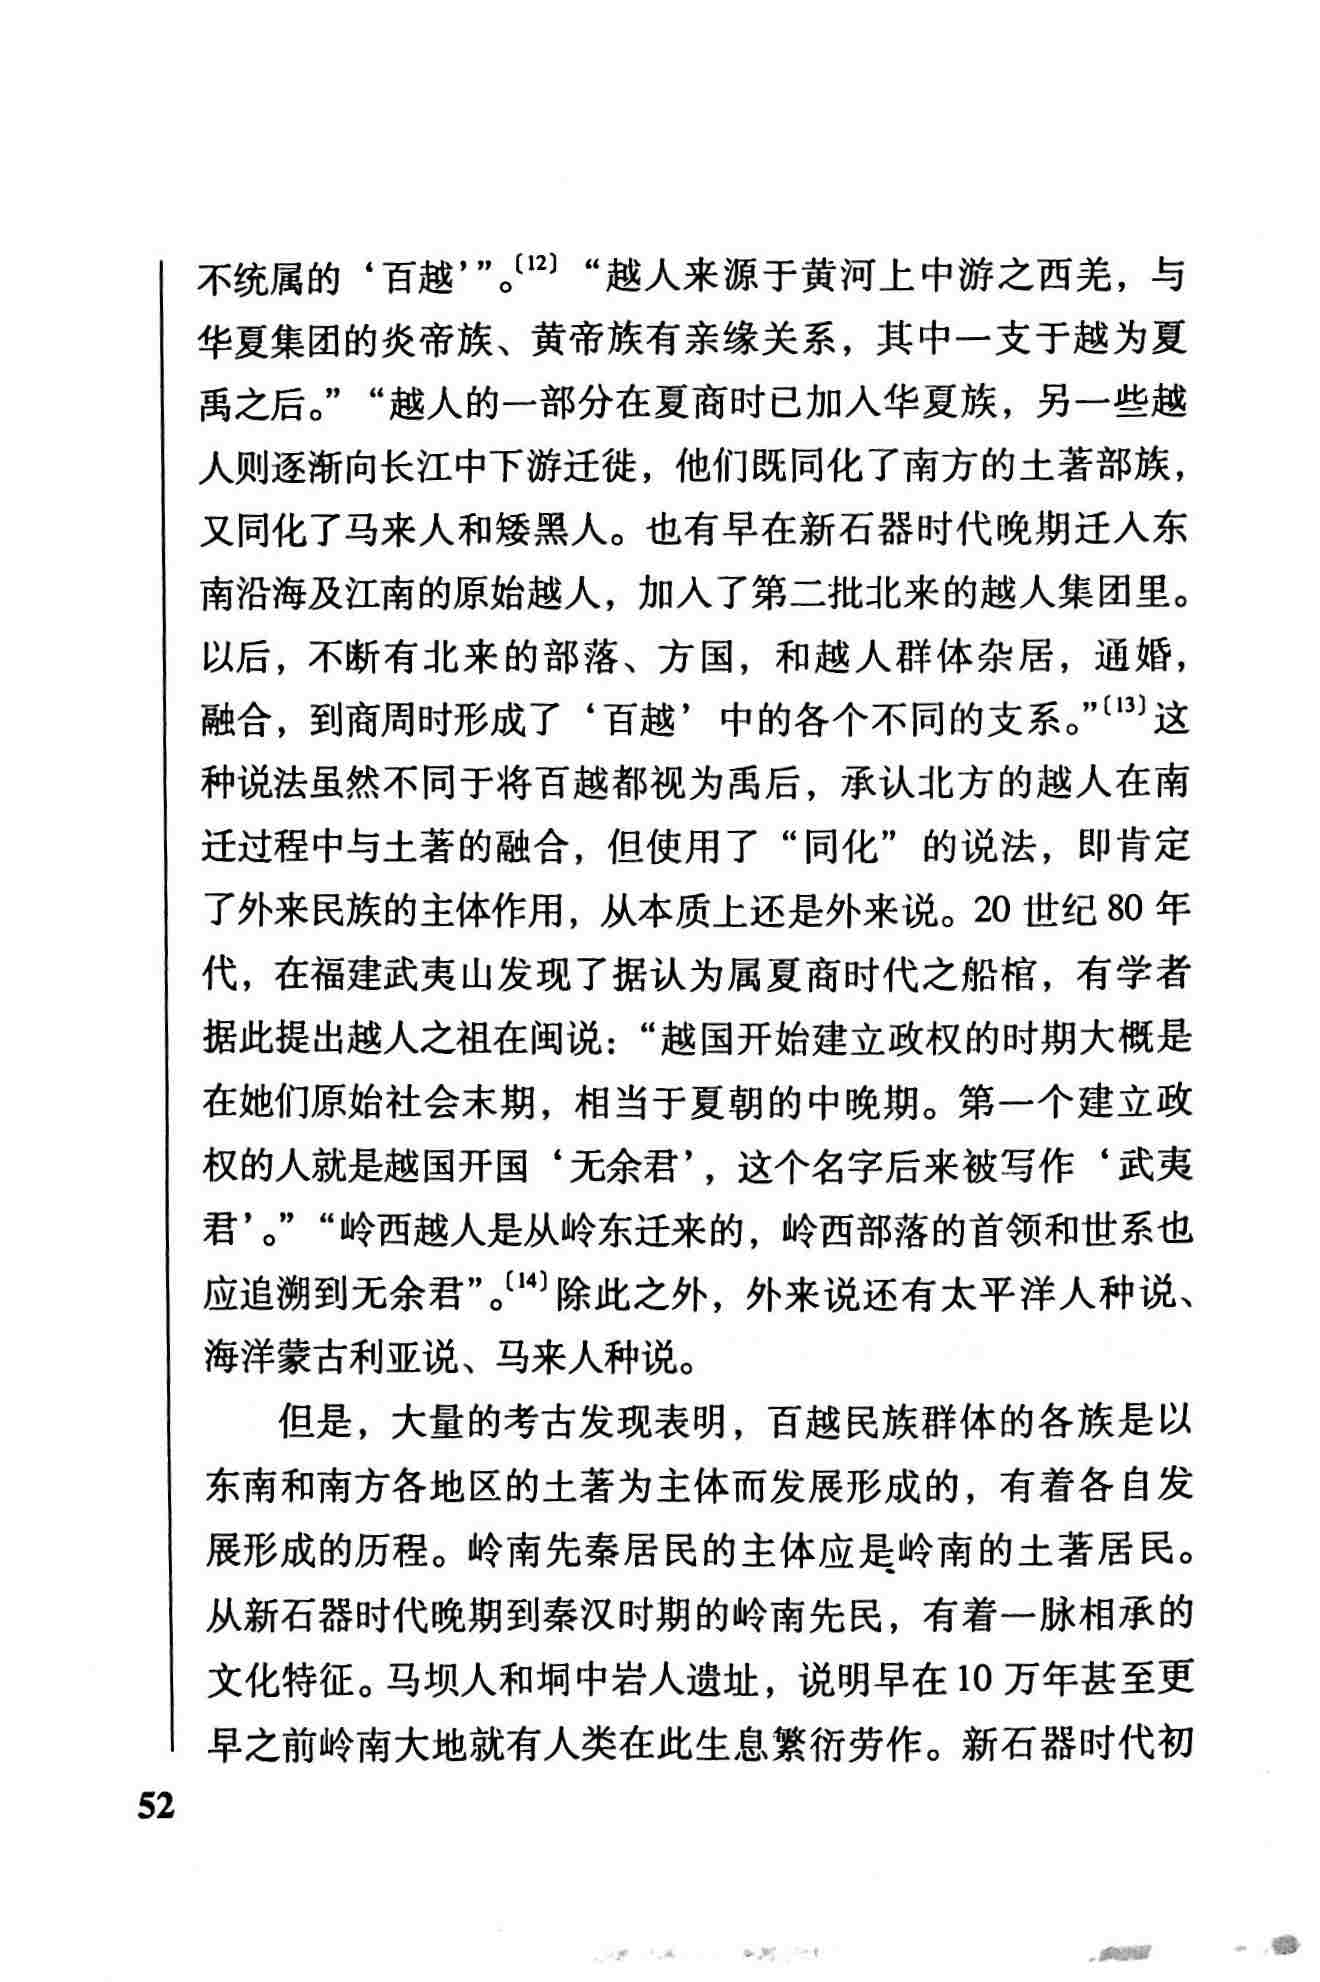 不统属的‘百越’”。〔12〕“越人来源于黄河上中游之西羌，与
华夏集团的炎帝族、黄帝族有亲缘关系，其中一支于越为夏
禹之后。”“越人的一部分在夏商时已加入华夏族，另一些越
人则逐渐向长江中下游迁徙，他们既同化了南方的土著部族，
又同化了马来人和矮黑人。也有早在新石器时代晚期迁入东
南沿海及江南的原始越人，加入了第二批北来的越人集团里。
以后，不断有北来的部落、方国，和越人群体杂居，通婚，
融合，到商周时形成了‘百越’中的各个不同的支系。”〔13〕这
种说法虽然不同于将百越都视为禹后，承认北方的越人在南
迁过程中与土著的融合，但使用了“同化”的说法，即肯定
了外来民族的主体作用，从本质上还是外来说。20 世纪 80 年
代，在福建武夷山发现了据认为属夏商时代之船棺，有学者
据此提出越人之祖在闽说：“越国开始建立政权的时期大概是
在她们原始社会末期，相当于夏朝的中晚期。第一个建立政
权的人就是越国开国‘无余君’，这个名字后来被写作‘武夷
君’。”“岭西越人是从岭东迁来的，岭西部落的首领和世系也
应追溯到无余君”。〔14〕除此之外，外来说还有太平洋人种说、
海洋蒙古利亚说、马来人种说。
但是，大量的考古发现表明，百越民族群体的各族是以
东南和南方各地区的土著为主体而发展形成的，有着各自发
展形成的历程。岭南先秦居民的主体应是岭南的土著居民。
从新石器时代晚期到秦汉时期的岭南先民，有着一脉相承的
文化特征。马坝人和垌中岩人遗址，说明早在 10 万年甚至更
早之前岭南大地就有人类在此生息繁衍劳作。新石器时代初
52